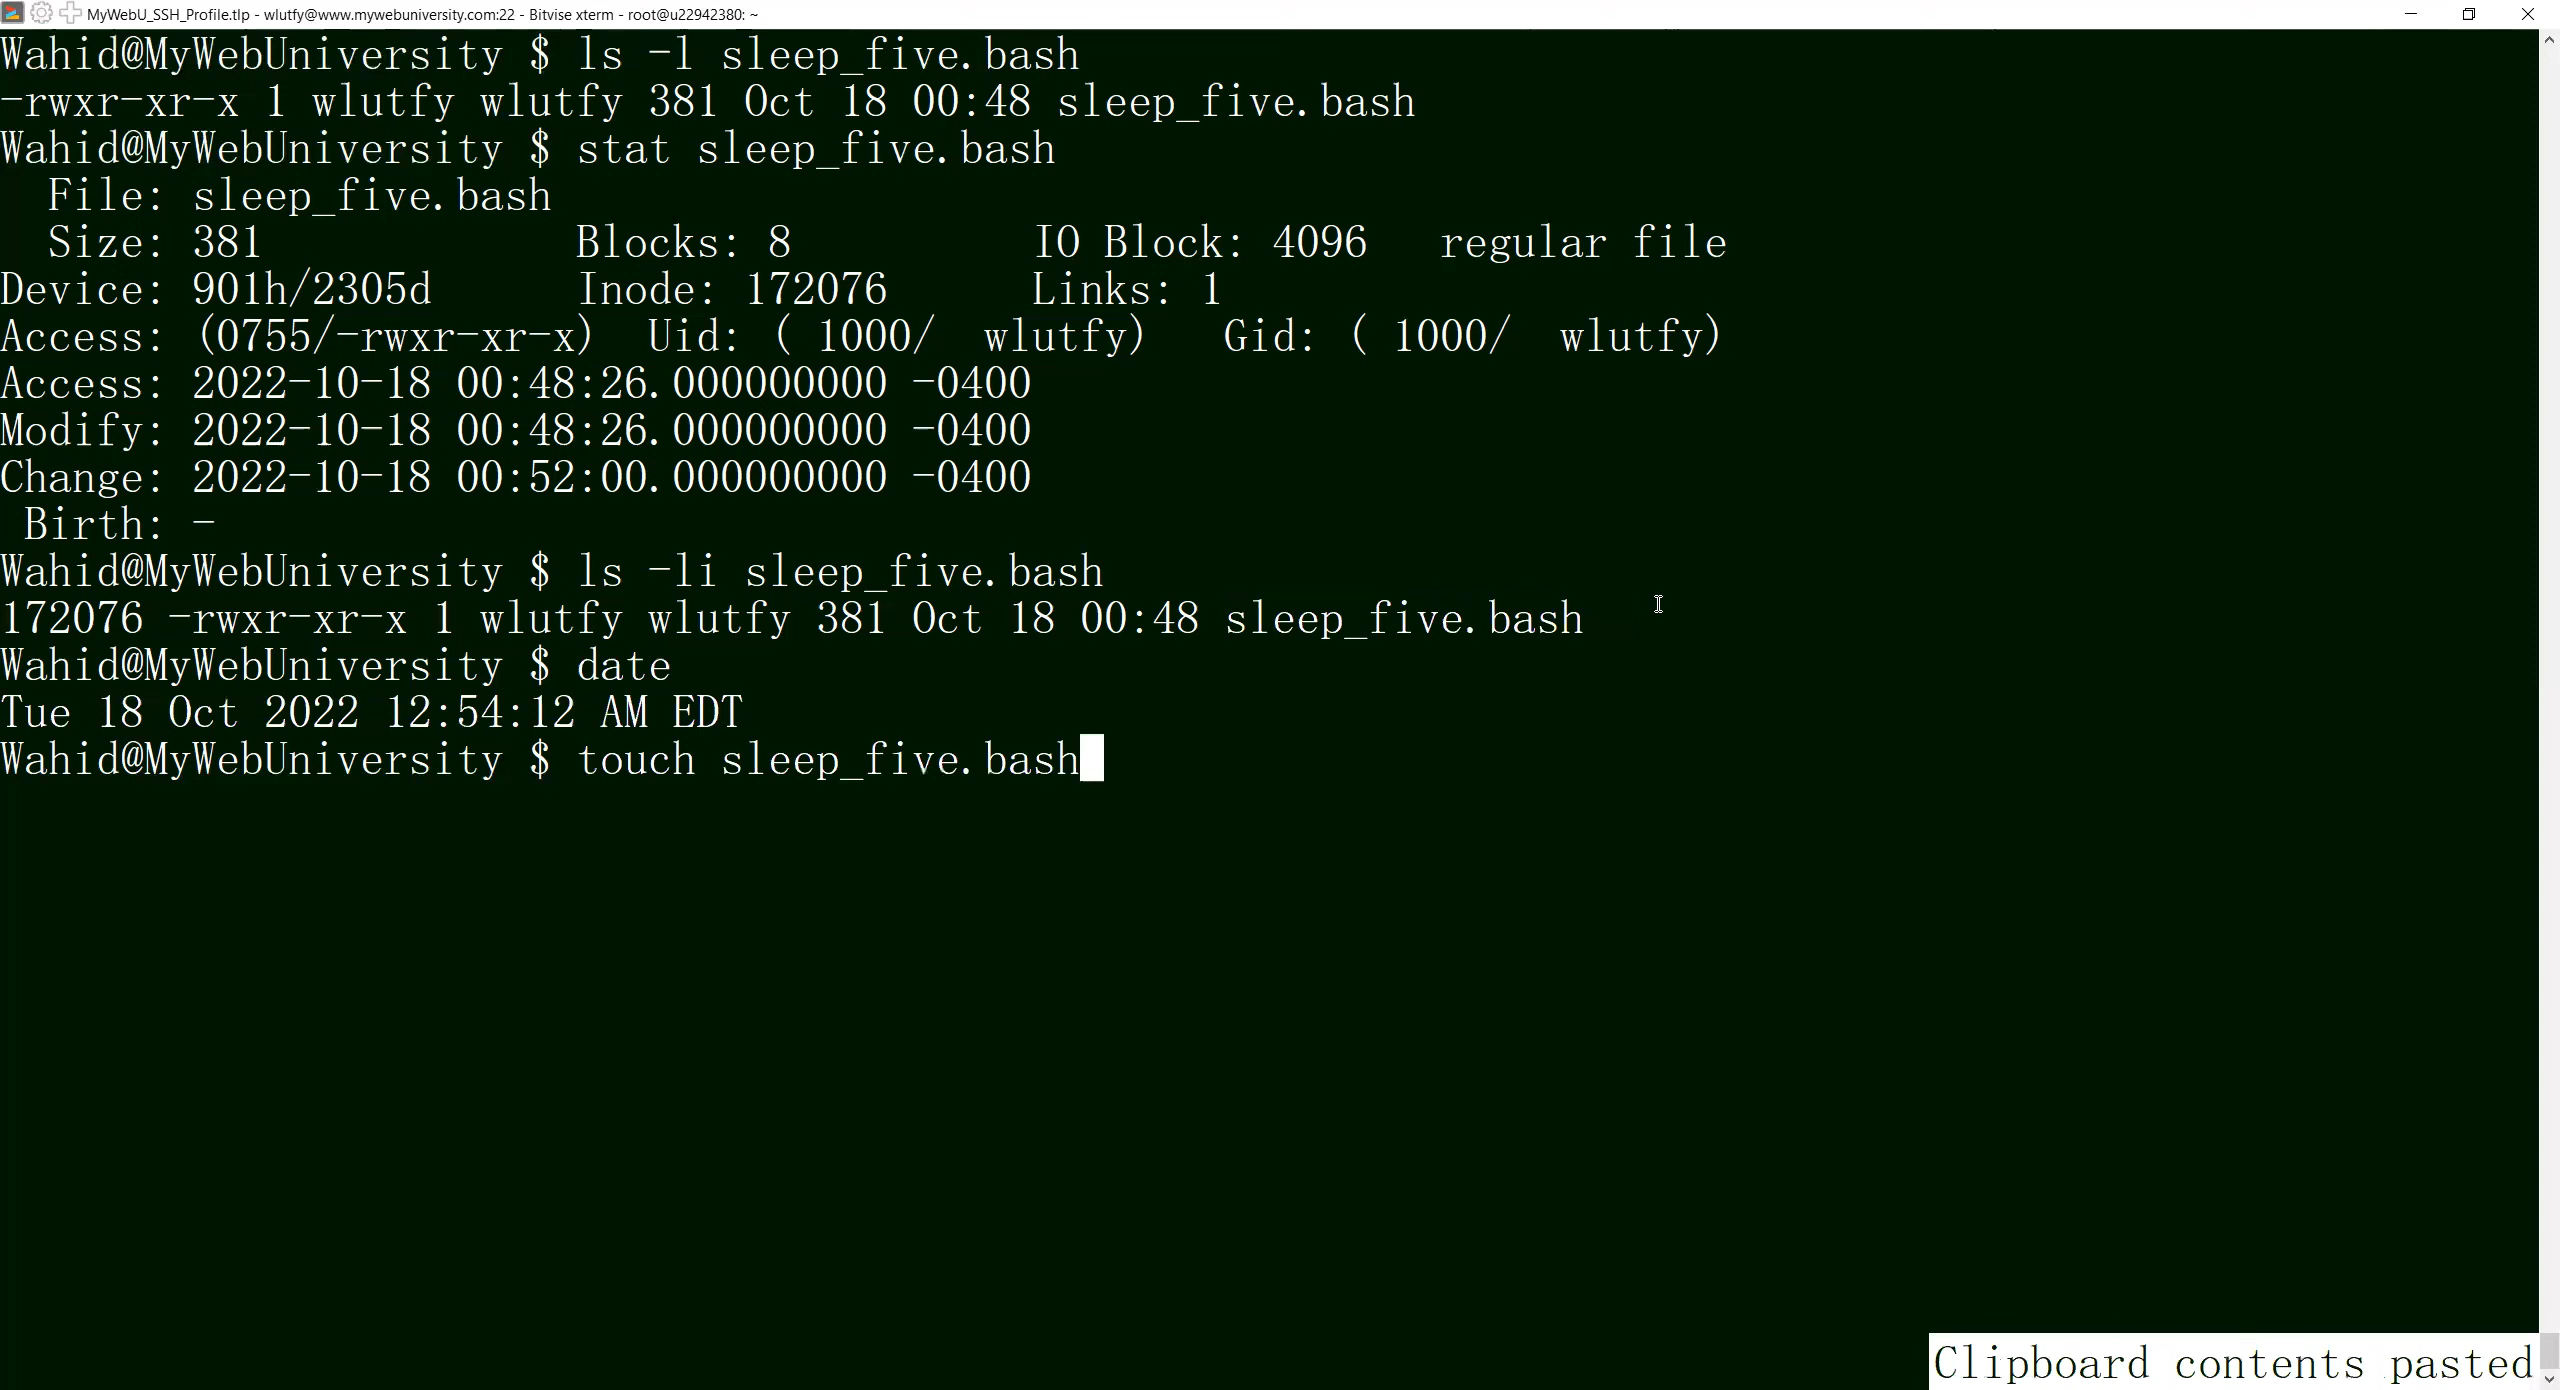 MyWebU_SSH_Profile.tlp - wlutfy@www.mywebuniversity.com:22 - Bitvise xterm - root@u22942380: ~
Wahid@MyWebUniversity $ ls -l sleep_five.bash
-rwxr-xr-x 1 wlutfy wlutfy 381 Oct 18 00:48 sleep_five.bash
Wahid@MyWebUniversity $ stat sleep_five.bash
  File: sleep_five.bash
  Size: 381             Blocks: 8          IO Block: 4096   regular file
Device: 901h/2305d      Inode: 172076      Links: 1
Access: (0755/-rwxr-xr-x)  Uid: ( 1000/  wlutfy)   Gid: ( 1000/  wlutfy)
Access: 2022-10-18 00:48:26.000000000 -0400
Modify: 2022-10-18 00:48:26.000000000 -0400
Change: 2022-10-18 00:52:00.000000000 -0400
 Birth: -
Wahid@MyWebUniversity $ ls -li sleep_five.bash
172076 -rwxr-xr-x 1 wlutfy wlutfy 381 Oct 18 00:48 sleep_five.bash
Wahid@MyWebUniversity $ date
Tue 18 Oct 2022 12:54:12 AM EDT
Wahid@MyWebUniversity $ touch sleep_five.bash
Clipboard contents pasted